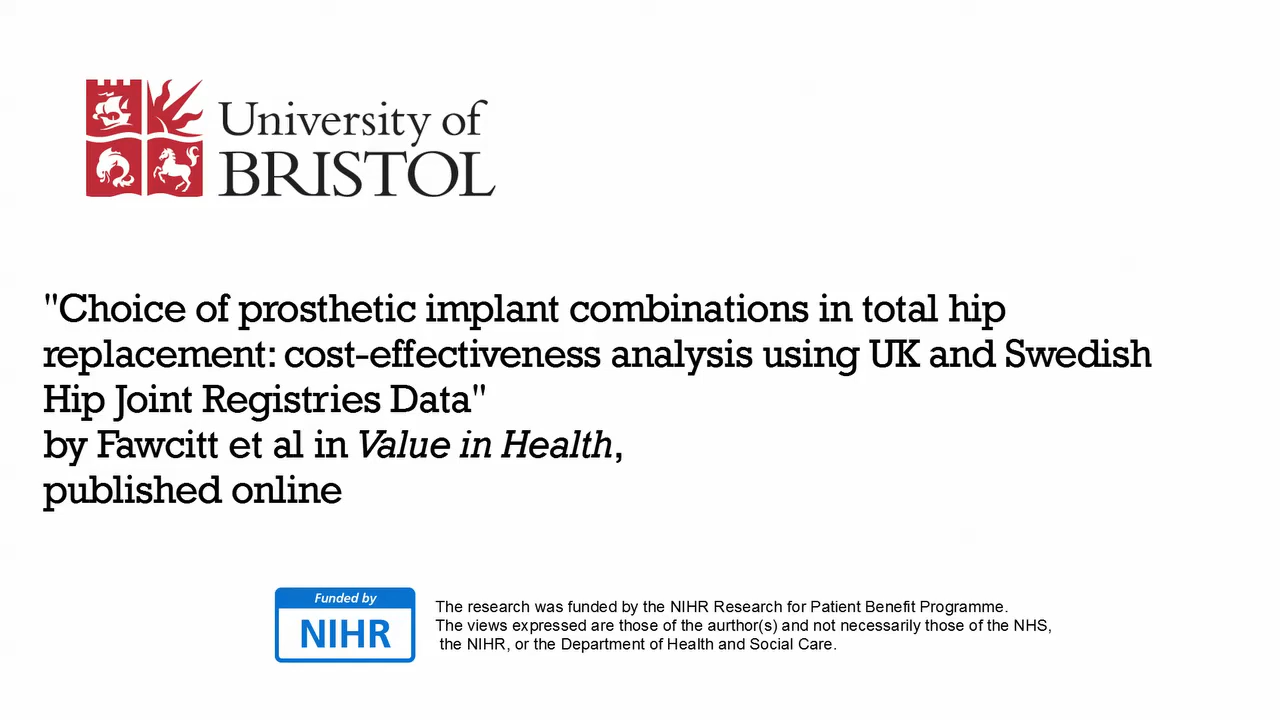 University of
BRISTOL
"Choice of prosthetic implant combinations in total hip
replacement: cost-effectiveness analysis using UK and Swedish
Hip Joint Registries Data"
by Fawcitt et al in Value in Health,
published online
Funded by
NIHR
The research was funded by the NIHR Research for Patient Benefit Programme.
The views expressed are those of the aurthor(s) and not necessarily those of the NHS,
the NIHR, or the Department of Health and Social Care.